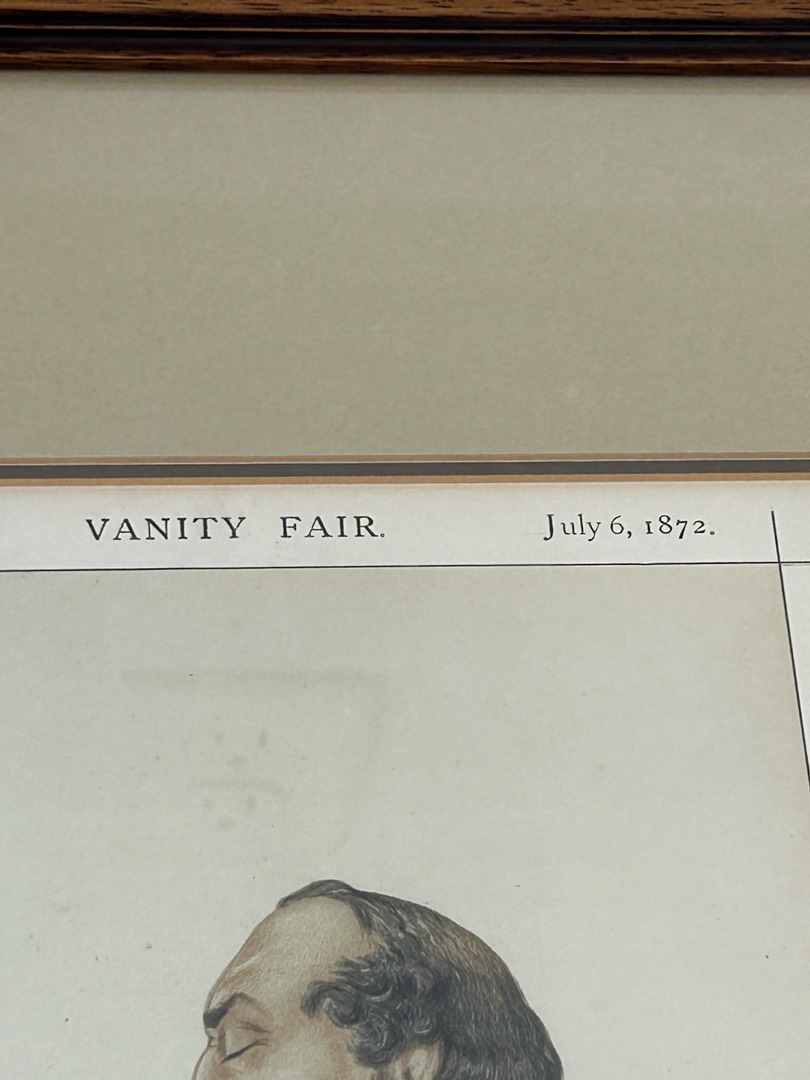 VANITY FAIR. July 6, 1872.